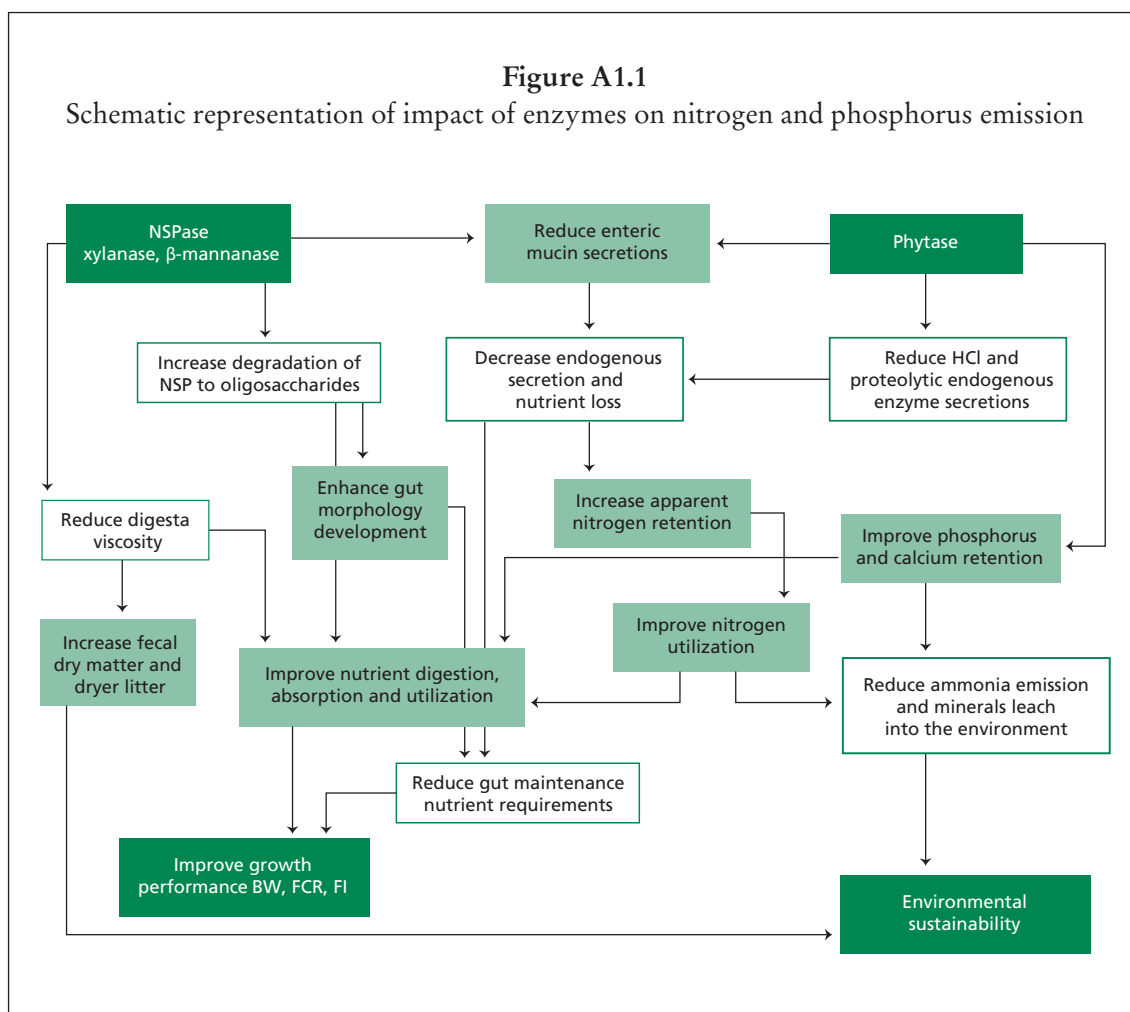 Figure A1.1
Schematic representation of impact of enzymes on nitrogen and phosphorus emission
NSPase
xylanase, β-mannanase
Reduce enteric
mucin secretions
Phytase
Increase degradation of
NSP to oligosaccharides
Decrease endogenous
secretion and
nutrient loss
Reduce HCl and
proteolytic endogenous
enzyme secretions
Enhance gut
morphology
development
Increase apparent
nitrogen retention
Reduce digesta
viscosity
Improve phosphorus
and calcium retention
Increase fecal
dry matter and
dryer litter
Improve nutrient digestion,
absorption and utilization
Improve nitrogen
utilization
Reduce ammonia emission
and minerals leach
into the environment
Reduce gut maintenance
nutrient requirements
Improve growth
performance BW, FCR, FI
Environmental
sustainability